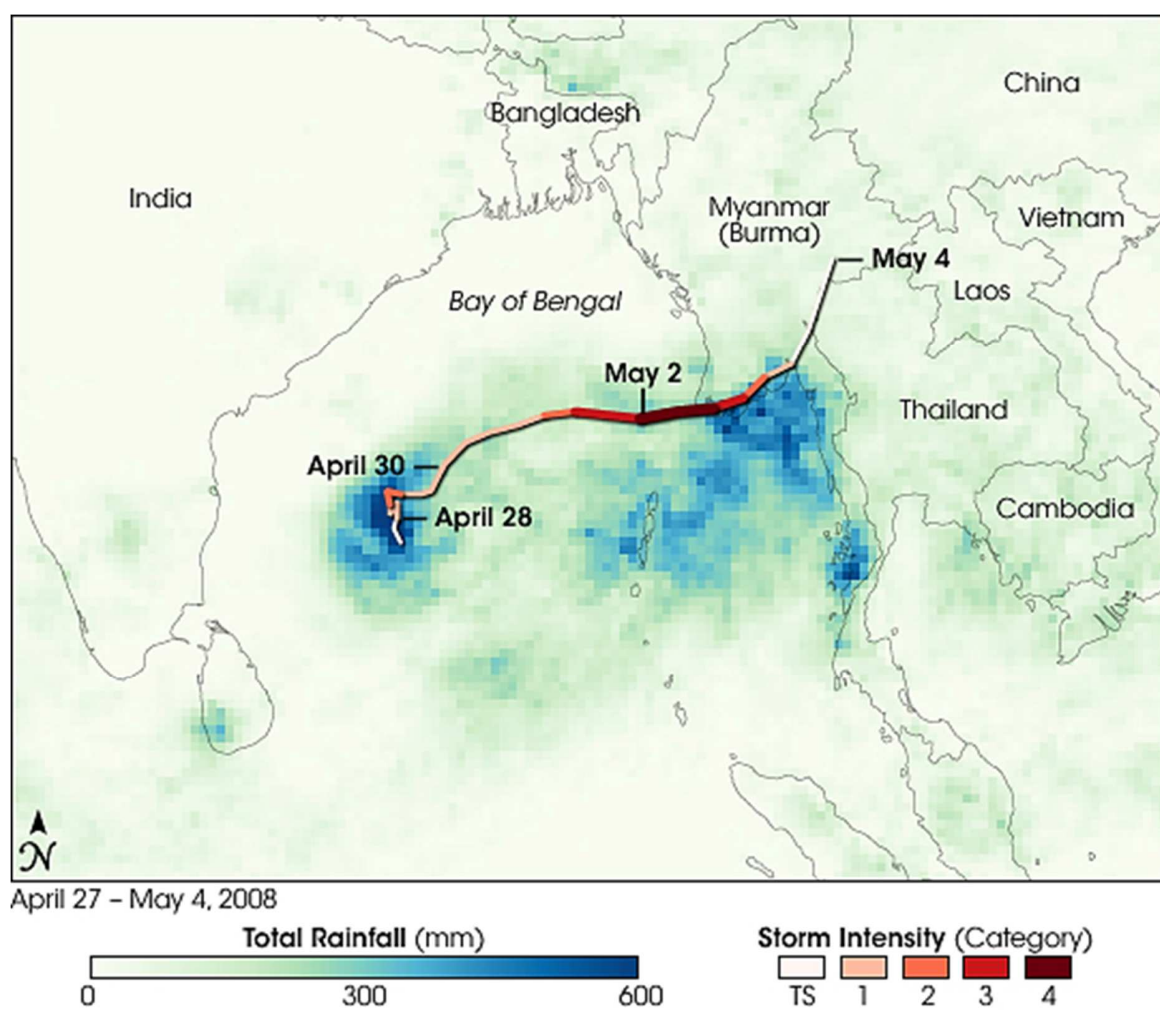 China
Bangladesh
India
Myanmar
(Burma)
Vietnam
May 4
Laos
Bay of Bengal
May 2
Thailand
April 30
Cambodia
April 28
N
April 27 – May 4, 2008
Total Rainfall (mm)
0 300 600
Storm Intensity (Category)
TS 1 2 3 4